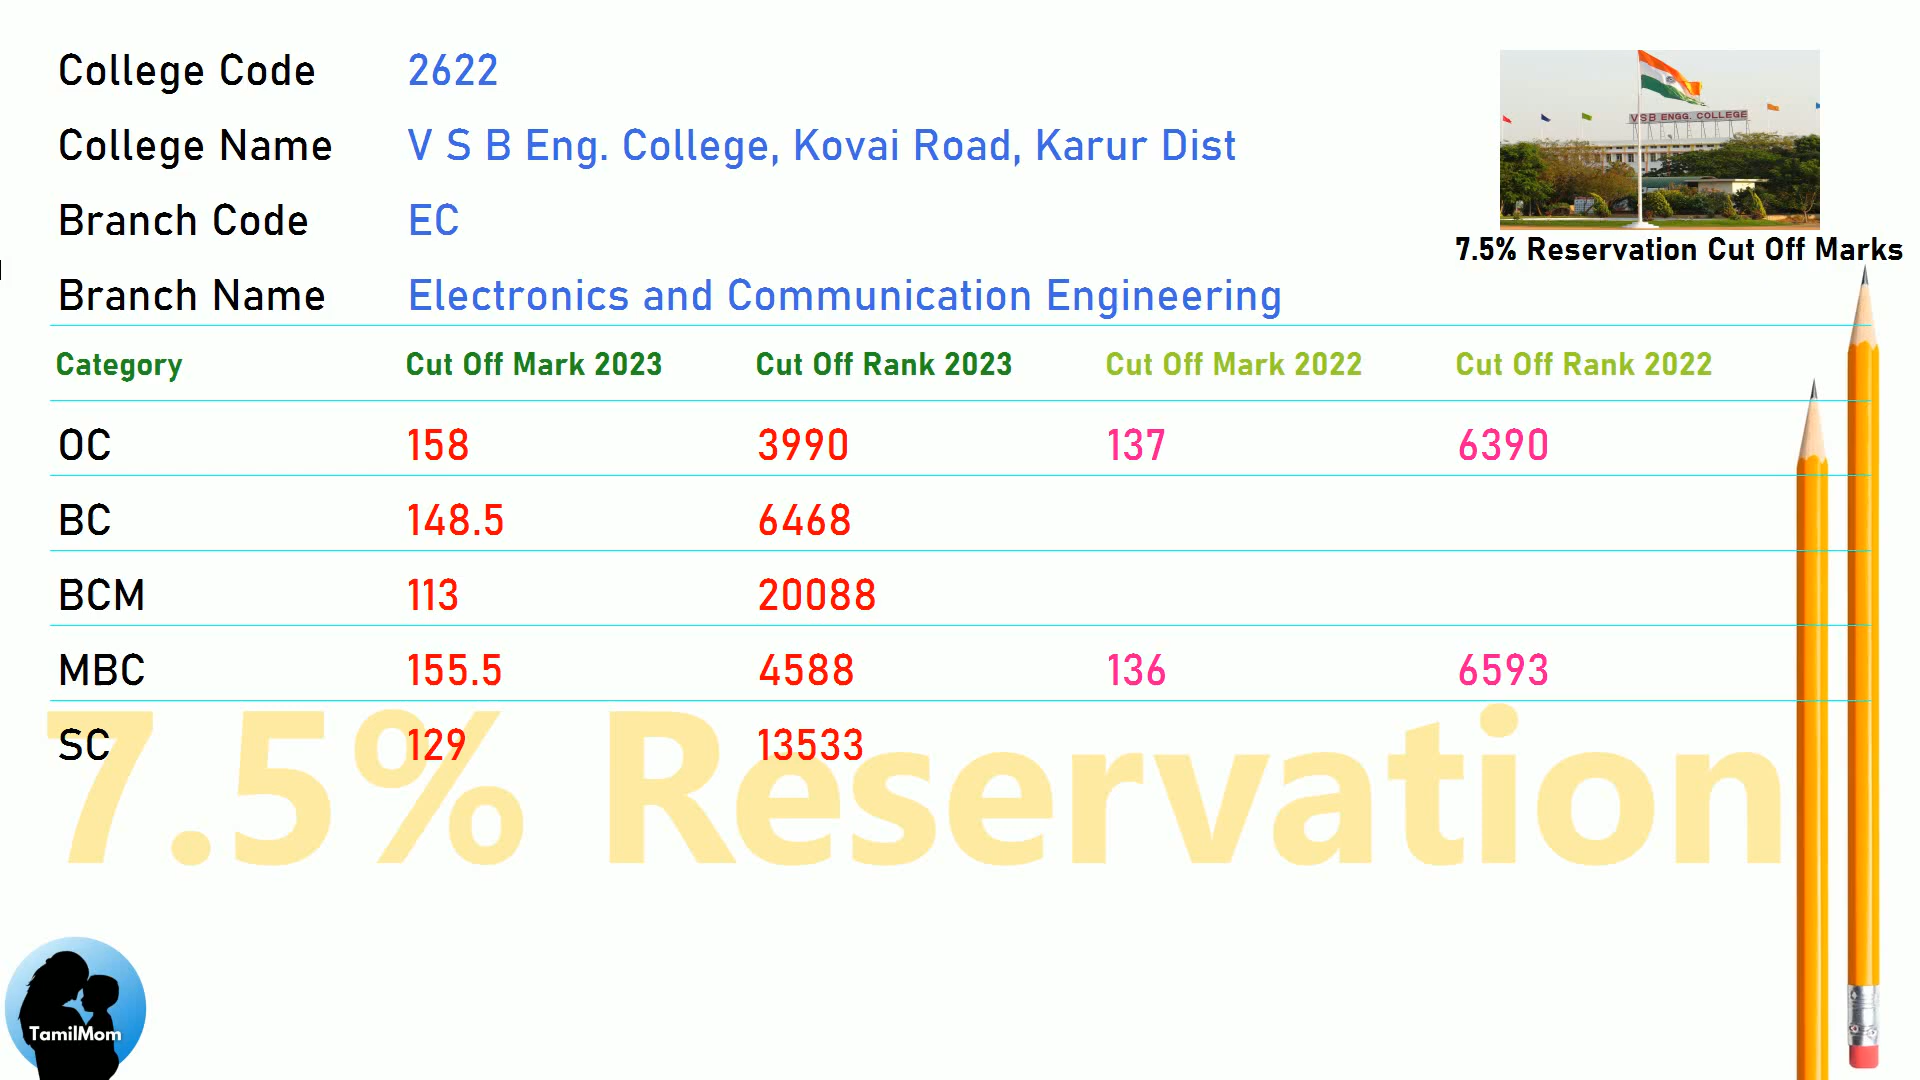 College Code 2622
College Name V S B Eng. College, Kovai Road, Karur Dist
Branch Code EC
Branch Name Electronics and Communication Engineering
VSB ENGG. COLLEGE
7.5% Reservation Cut Off Marks
Category Cut Off Mark 2023 Cut Off Rank 2023 Cut Off Mark 2022 Cut Off Rank 2022
OC 158 3990 137 6390
BC 148.5 6468
BCM 113 20088
MBC 155.5 4588 136 6593
SC 129 13533
7.5% Reservation
TamilMom